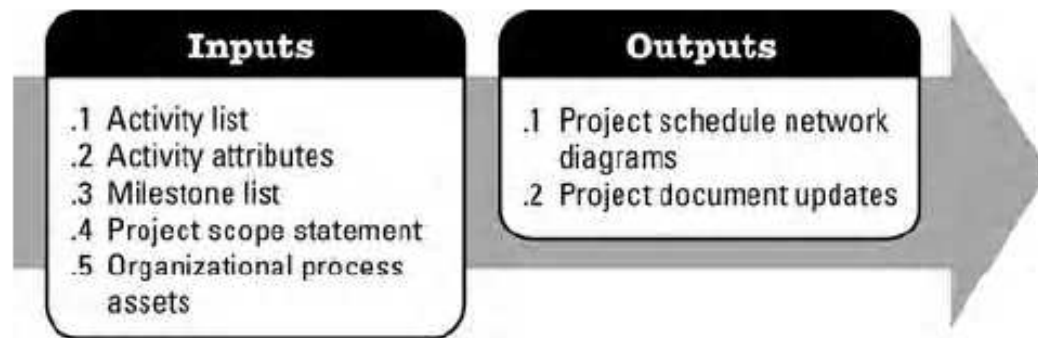 Inputs
.1 Activity list
.2 Activity attributes
.3 Milestone list
.4 Project scope statement
.5 Organizational process
assets
Outputs
.1 Project schedule network
diagrams
.2 Project document updates